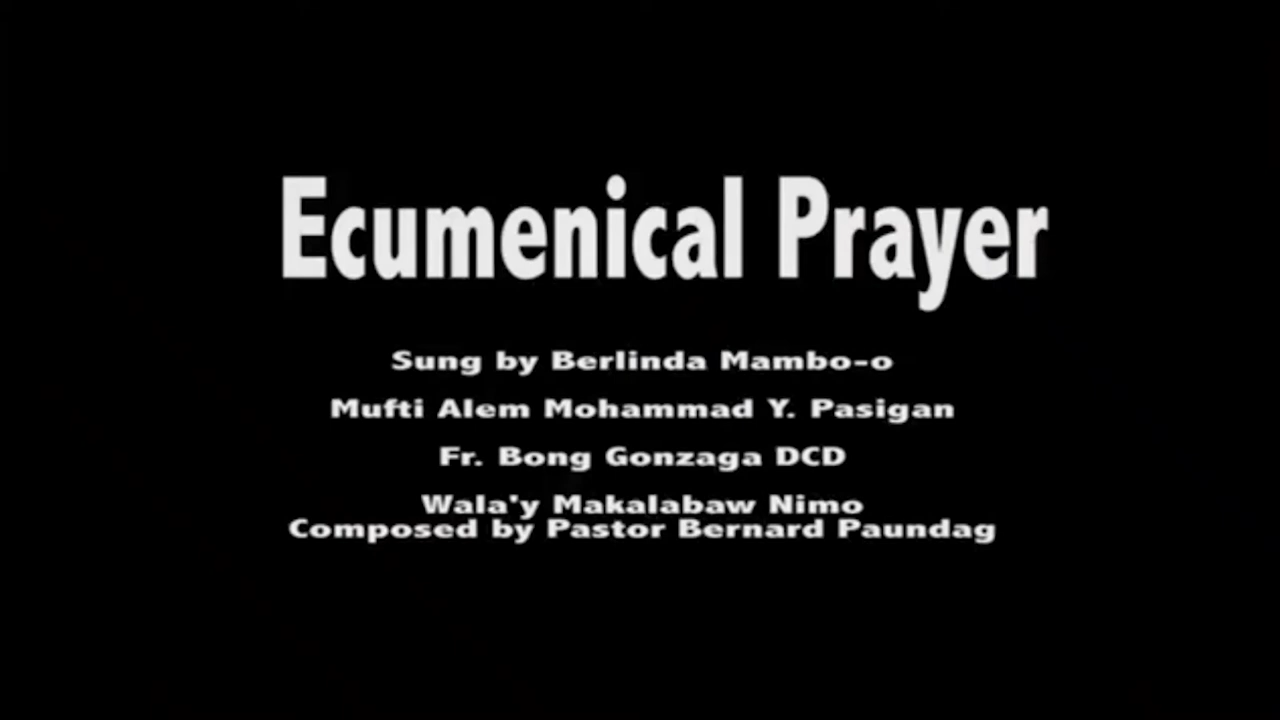 Ecumenical Prayer
Sung by Berlinda Mambo-o
Mufti Alem Mohammad Y. Pasigan
Fr. Bong Gonzaga DCD
Wala'y Makalabaw Nimo
Composed by Pastor Bernard Paundag